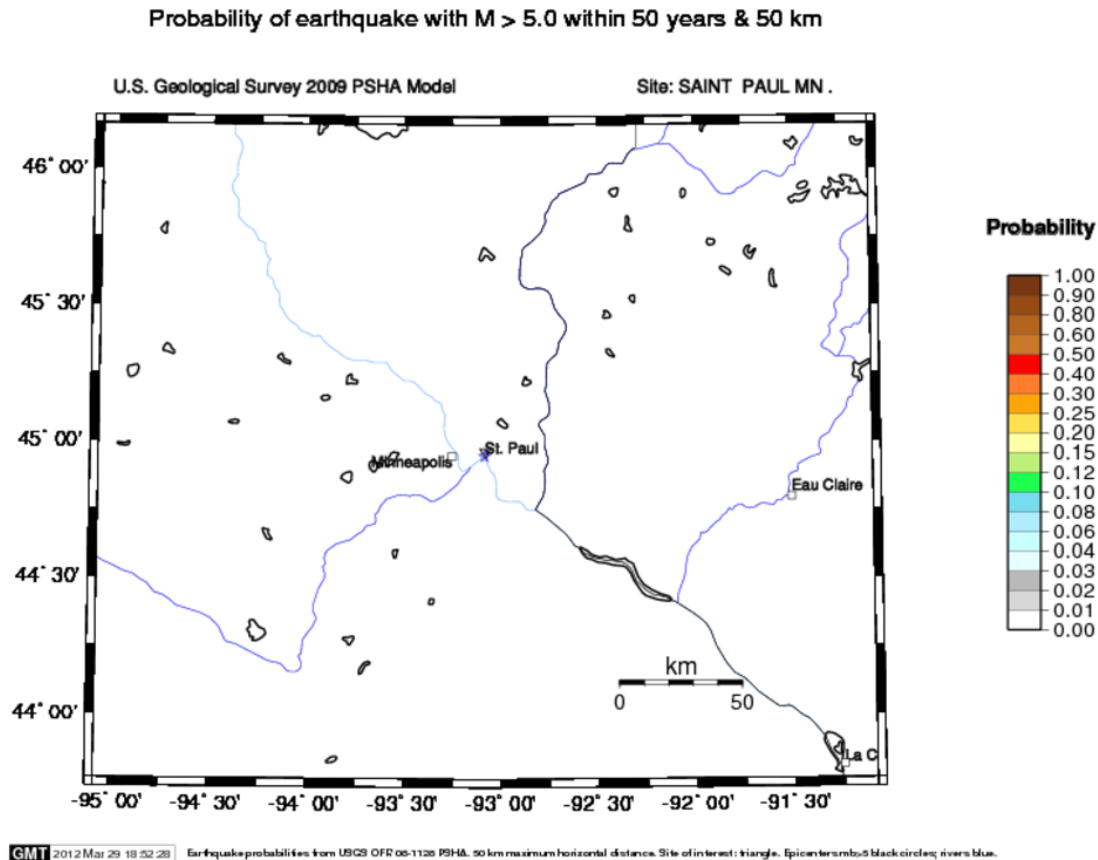 Probability of earthquake with M > 5.0 within 50 years & 50 km
U.S. Geological Survey 2009 PSHA Model
Site: SAINT PAUL MN .
46° 00'
45° 30'
45° 00'
44° 30'
44° 00'
Minneapolis
St. Paul
Eau Claire
La C
km
0 50
-95° 00' -94° 30' -94° 00' -93° 30' -93° 00' -92° 30' -92° 00' -91° 30'
Probability
1.00
0.90
0.80
0.60
0.50
0.40
0.30
0.25
0.20
0.15
0.12
0.10
0.08
0.06
0.04
0.03
0.02
0.01
0.00
GMT 2012 Mar 29 18:52:28 Earthquake probabilities from USGS OFR 08-1128 PSHA. 50 km maximum horizontal distance. Site of interest: triangle. Epicenters mb>5 black circles; rivers blue.